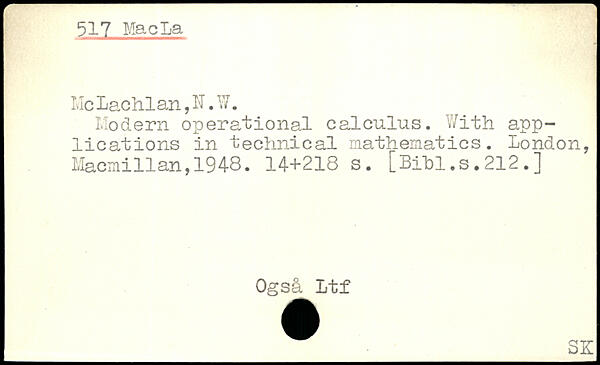 517 MacLa
McLachlan,N.W.
Modern operational calculus. With app-
lications in technical mathematics. London,
Macmillan,1948. 14+218 s. [Bibl.s.212.]
Også Ltf
SK